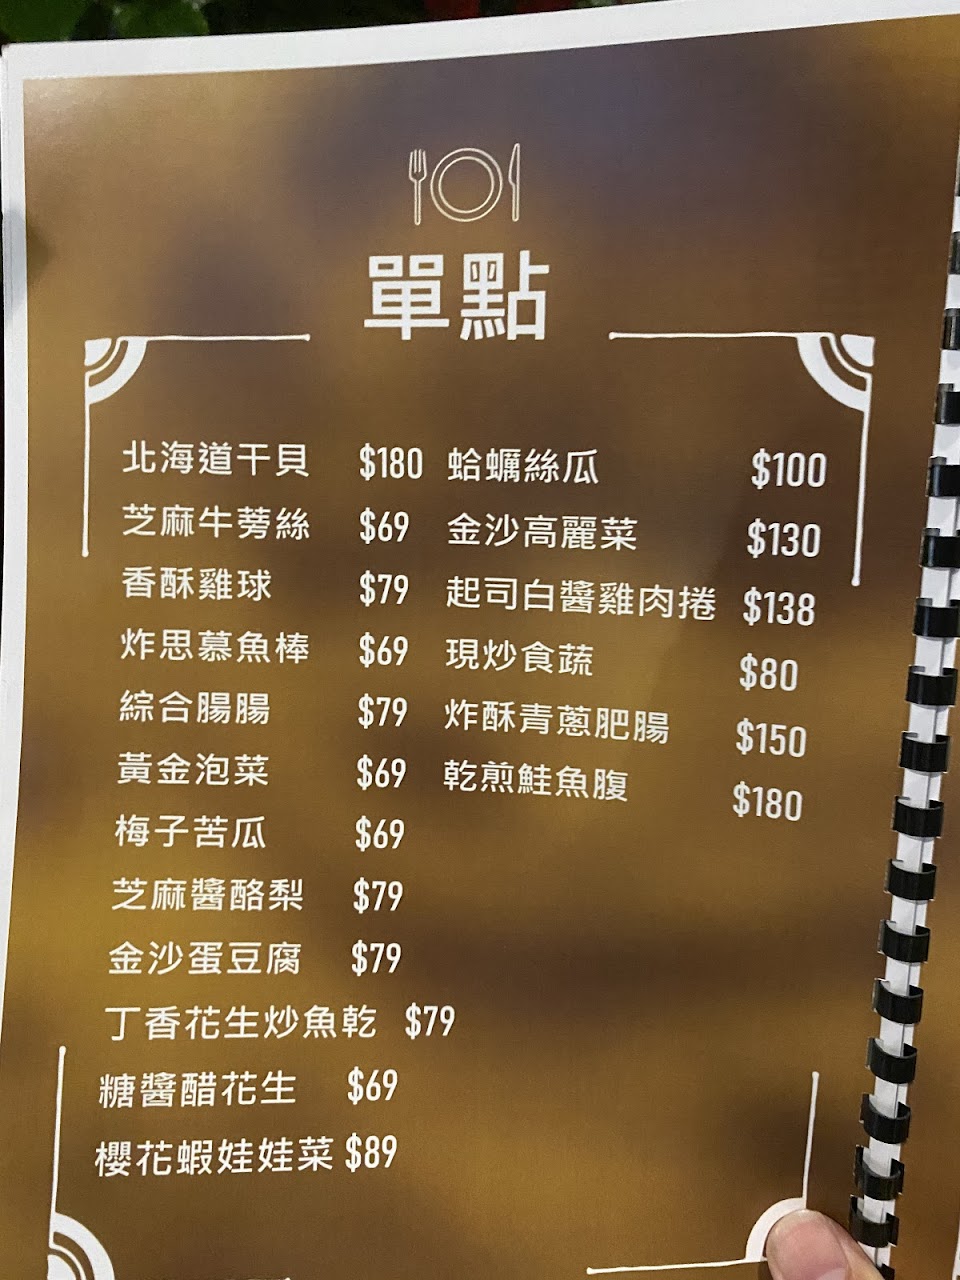 單點
北海道干貝 $180
芝麻牛蒡絲 $69
香酥雞球 $79
炸思慕魚棒 $69
綜合腸腸 $79
黃金泡菜 $69
梅子苦瓜 $69
芝麻醬酪梨 $79
金沙蛋豆腐 $79
丁香花生炒魚乾 $79
糖醬醋花生 $69
櫻花蝦娃娃菜 $89
蛤蠣絲瓜 $100
金沙高麗菜 $130
起司白醬雞肉捲 $138
現炒食蔬 $80
炸酥青蔥肥腸 $150
乾煎鮭魚腹 $180